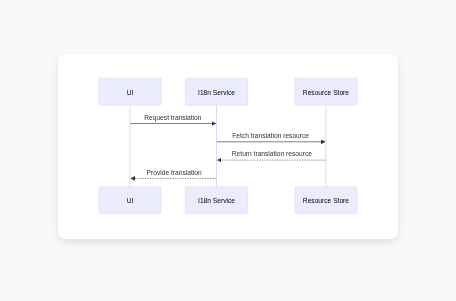 UI
I18n Service
Resource Store
Request translation
Fetch translation resource
Return translation resource
Provide translation
UI
I18n Service
Resource Store